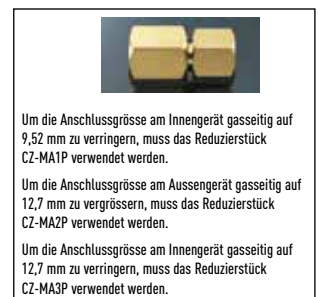 Um die Anschlussgrösse am Innengerät gasseitig auf
9,52 mm zu verringern, muss das Reduzierstück
CZ-MA1P verwendet werden.
Um die Anschlussgrösse am Aussengerät gasseitig auf
12,7 mm zu vergrössern, muss das Reduzierstück
CZ-MA2P verwendet werden.
Um die Anschlussgrösse am Innengerät gasseitig auf
12,7 mm zu verringern, muss das Reduzierstück
CZ-MA3P verwendet werden.